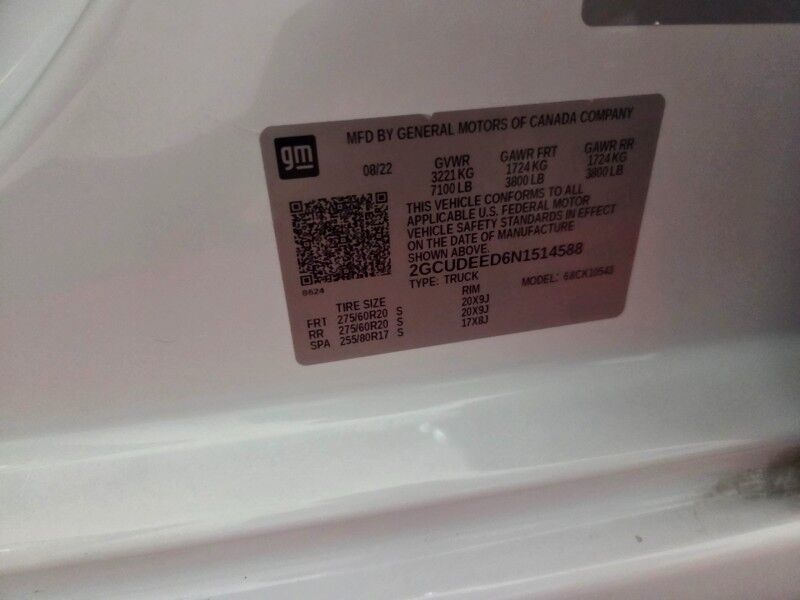 MFD BY GENERAL MOTORS OF CANADA COMPANY
gm
08/22 GVWR GAWR FRT GAWR RR
3221 KG 1724 KG 1724 KG
7100 LB 3800 LB 3800 LB
THIS VEHICLE CONFORMS TO ALL
APPLICABLE U.S. FEDERAL MOTOR
VEHICLE SAFETY STANDARDS IN EFFECT
ON THE DATE OF MANUFACTURE
SHOWN ABOVE.
2GCUDEED6N1514588
TYPE: TRUCK MODEL: 68CK10543
8624
TIRE SIZE RIM
FRT 275/60R20 S 20X9J
RR 275/60R20 S 20X9J
SPA 255/80R17 S 17X8J